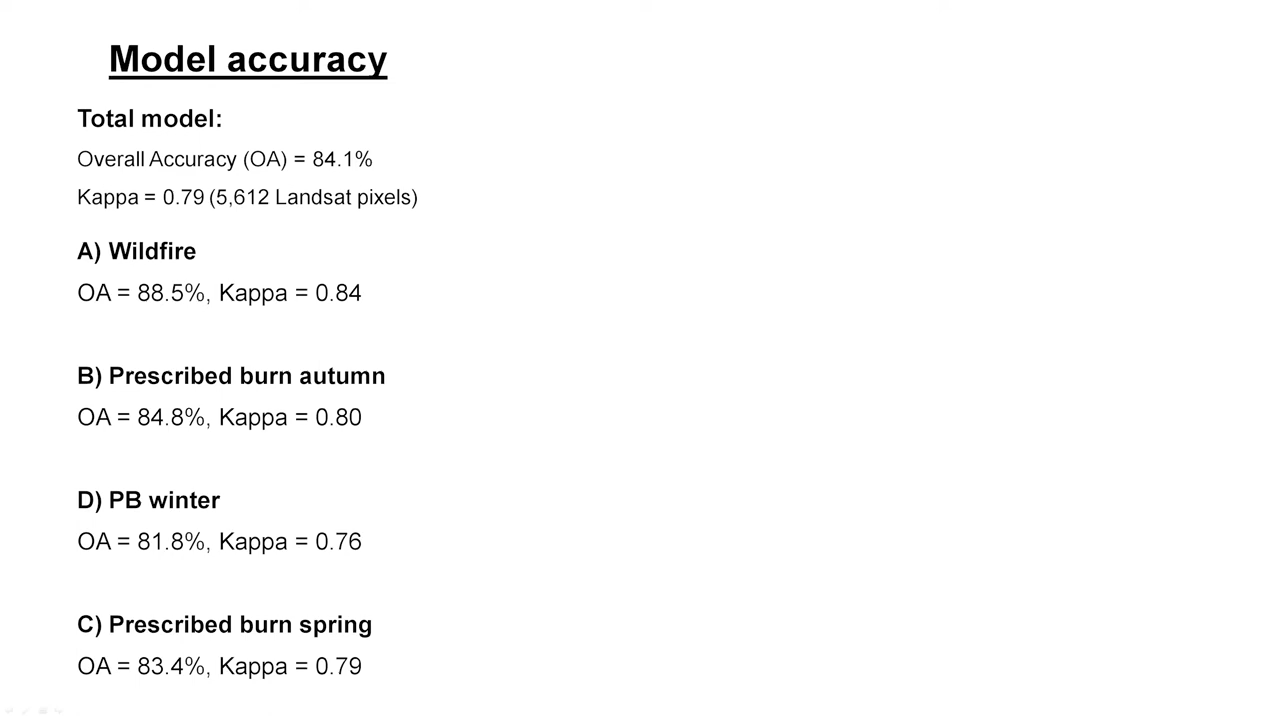 Model accuracy
Total model:
Overall Accuracy (OA) = 84.1%
Kappa = 0.79 (5,612 Landsat pixels)
A) Wildfire
OA = 88.5%, Kappa = 0.84
B) Prescribed burn autumn
OA = 84.8%, Kappa = 0.80
D) PB winter
OA = 81.8%, Kappa = 0.76
C) Prescribed burn spring
OA = 83.4%, Kappa = 0.79